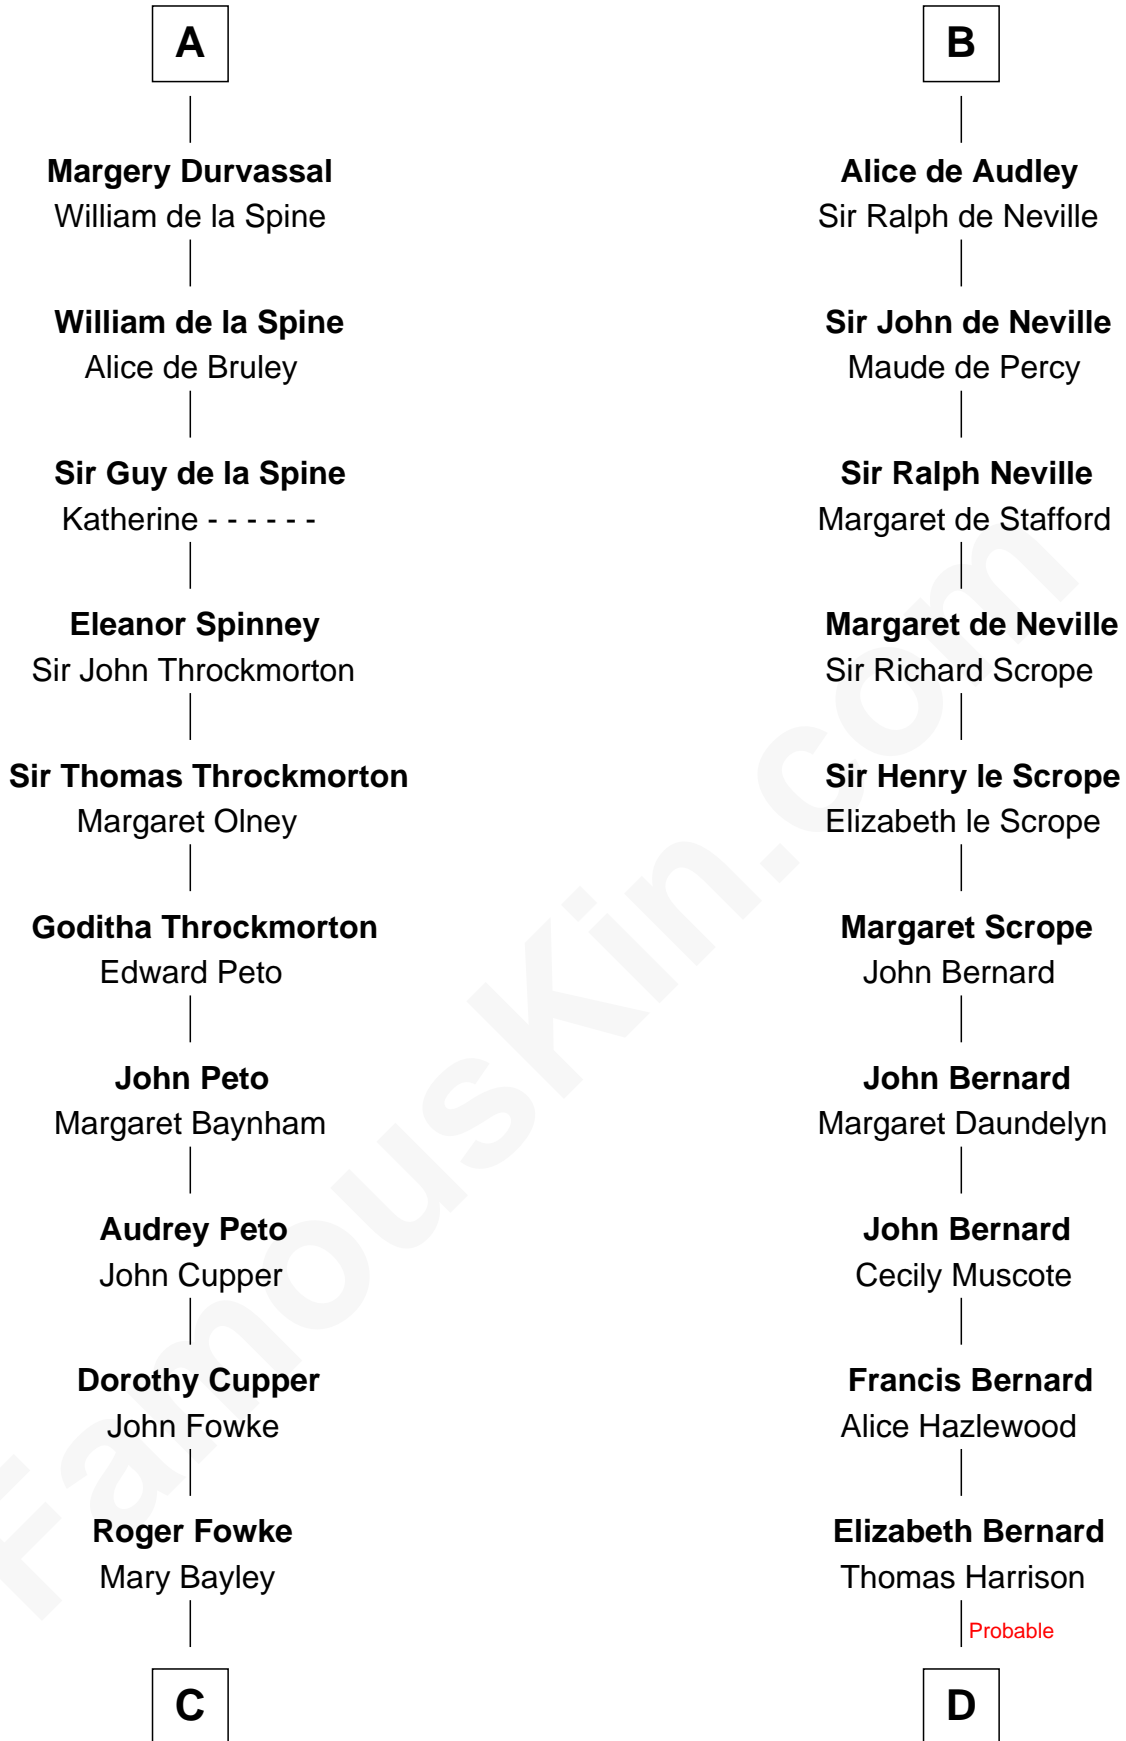 A
Margery Durvassal
William de la Spine
William de la Spine
Alice de Bruley
Sir Guy de la Spine
Katherine - - - - - -
Eleanor Spinney
Sir John Throckmorton
Sir Thomas Throckmorton
Margaret Olney
Goditha Throckmorton
Edward Peto
John Peto
Margaret Baynham
Audrey Peto
John Cupper
Dorothy Cupper
John Fowke
Roger Fowke
Mary Bayley
C
B
Alice de Audley
Sir Ralph de Neville
Sir John de Neville
Maude de Percy
Sir Ralph Neville
Margaret de Stafford
Margaret de Neville
Sir Richard Scrope
Sir Henry le Scrope
Elizabeth le Scrope
Margaret Scrope
John Bernard
John Bernard
Margaret Daundelyn
John Bernard
Cecily Muscote
Francis Bernard
Alice Hazlewood
Elizabeth Bernard
Thomas Harrison
Probable
D
FamousKin.com